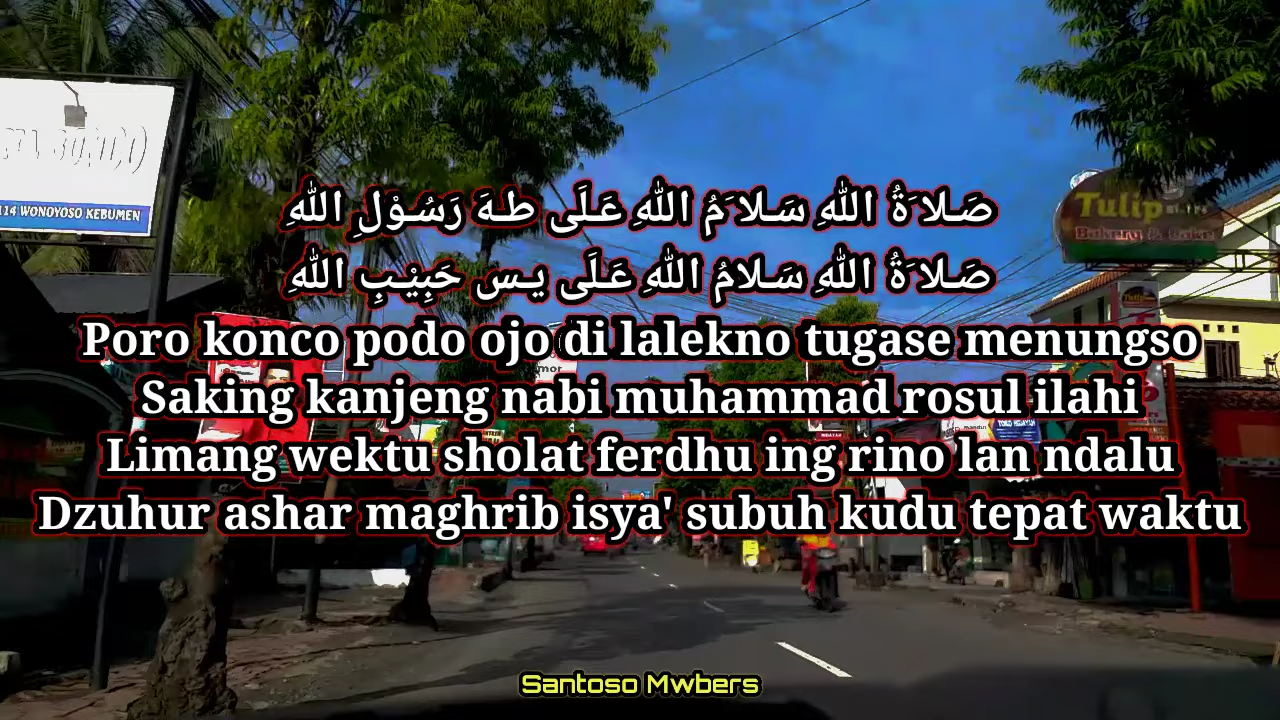 صَلاَةُ اللهِ سَلاَمُ اللهِ عَلَى طهَ رَسُوْلِ اللهِ
صَلاَةُ اللهِ سَلامُ اللهِ عَلَى يس حَبِيْبِ اللهِ
Poro konco podo ojo di lalekno tugase menungso
Saking kanjeng nabi muhammad rosul ilahi
Limang wektu sholat ferdhu ing rino lan ndalu
Dzuhur ashar maghrib isya' subuh kudu tepat waktu
Santoso Mwbers
114 WONOYOSO KEBUMEN
Tulip
Bakery & Cake